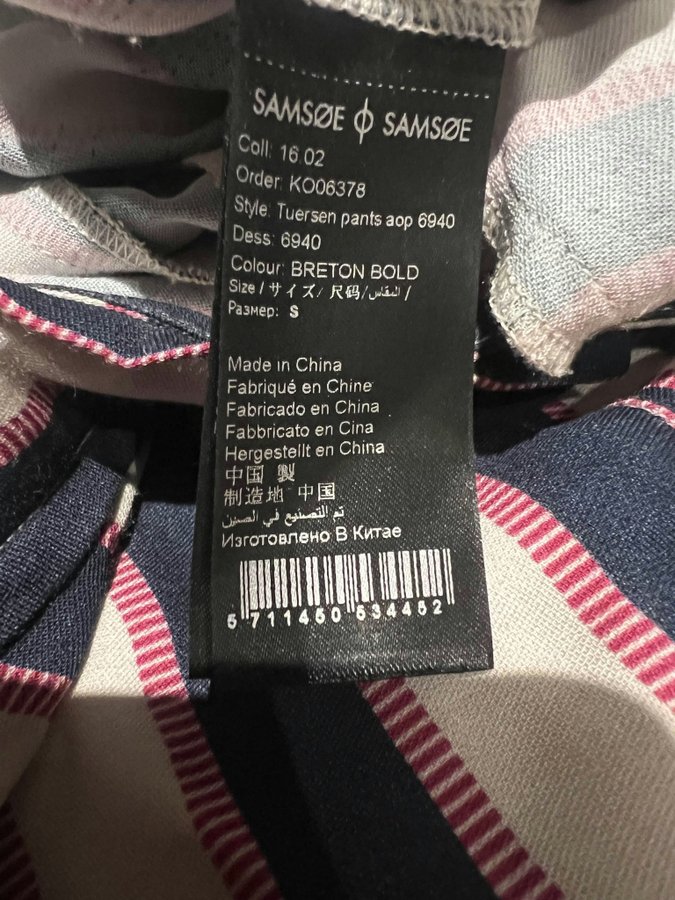 SAMSØE ϕ SAMSØE
Coll: 16.02
Order: KO06378
Style: Tuersen pants aop 6940
Dess: 6940
Colour: BRETON BOLD
Size / サイズ / 尺码 / المقاس /
Размер: S
Made in China
Fabriqué en Chine
Fabricado en China
Fabbricato en Cina
Hergestellt en China
中国 製
制造地 中国
تم التصنيع في الصين
Изготовлено В Китае
5 711450 534452